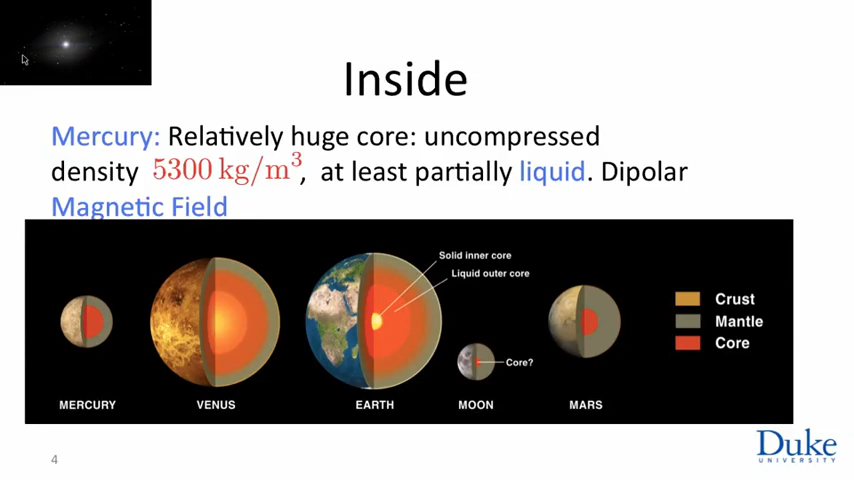 Inside
Mercury: Relatively huge core: uncompressed
density 5300 kg/m³, at least partially liquid. Dipolar
Magnetic Field
Solid inner core
Liquid outer core
Core?
MERCURY
VENUS
EARTH
MOON
MARS
Crust
Mantle
Core
4
Duke
UNIVERSITY